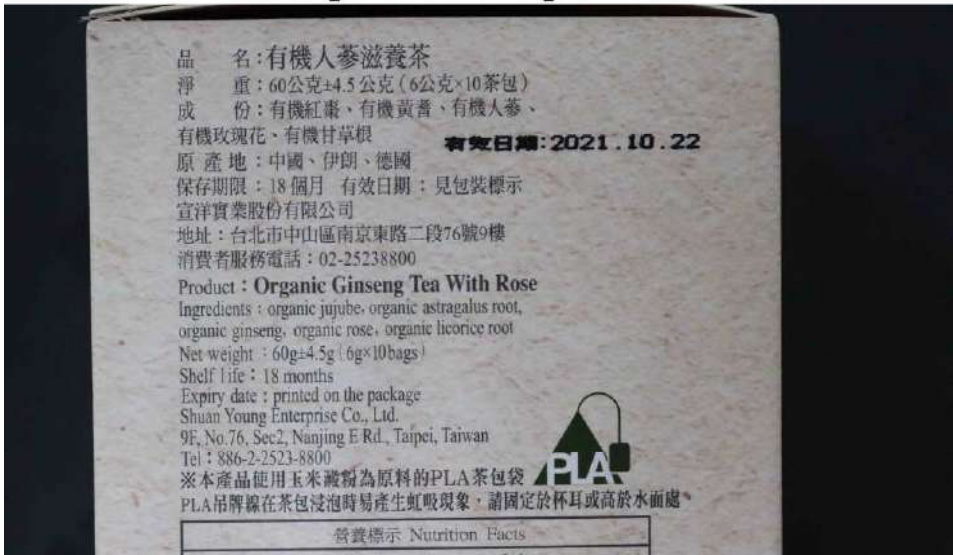 品　　名：有機人蔘滋養茶
淨　　重：60公克±4.5公克（6公克×10茶包）
成　　份：有機紅棗、有機黃耆、有機人蔘、
有機玫瑰花、有機甘草根
有效日期:2021.10.22
原 產 地：中國、伊朗、德國
保存期限：18個月 有效日期：見包裝標示
宣洋實業股份有限公司
地址：台北市中山區南京東路二段76號9樓
消費者服務電話：02-25238800
Product：Organic Ginseng Tea With Rose
Ingredients：organic jujube, organic astragalus root,
organic ginseng, organic rose, organic licorice root
Net weight：60g±4.5g(6g×10bags)
Shelf life：18 months
Expiry date：printed on the package
Shuan Young Enterprise Co., Ltd.
9F, No.76, Sec2, Nanjing E Rd., Taipei, Taiwan
Tel：886-2-2523-8800
※本產品使用玉米澱粉為原料的PLA茶包袋
PLA
PLA吊牌線在茶包浸泡時易產生虹吸現象，請固定於杯耳或高於水面處。
營養標示 Nutrition Facts